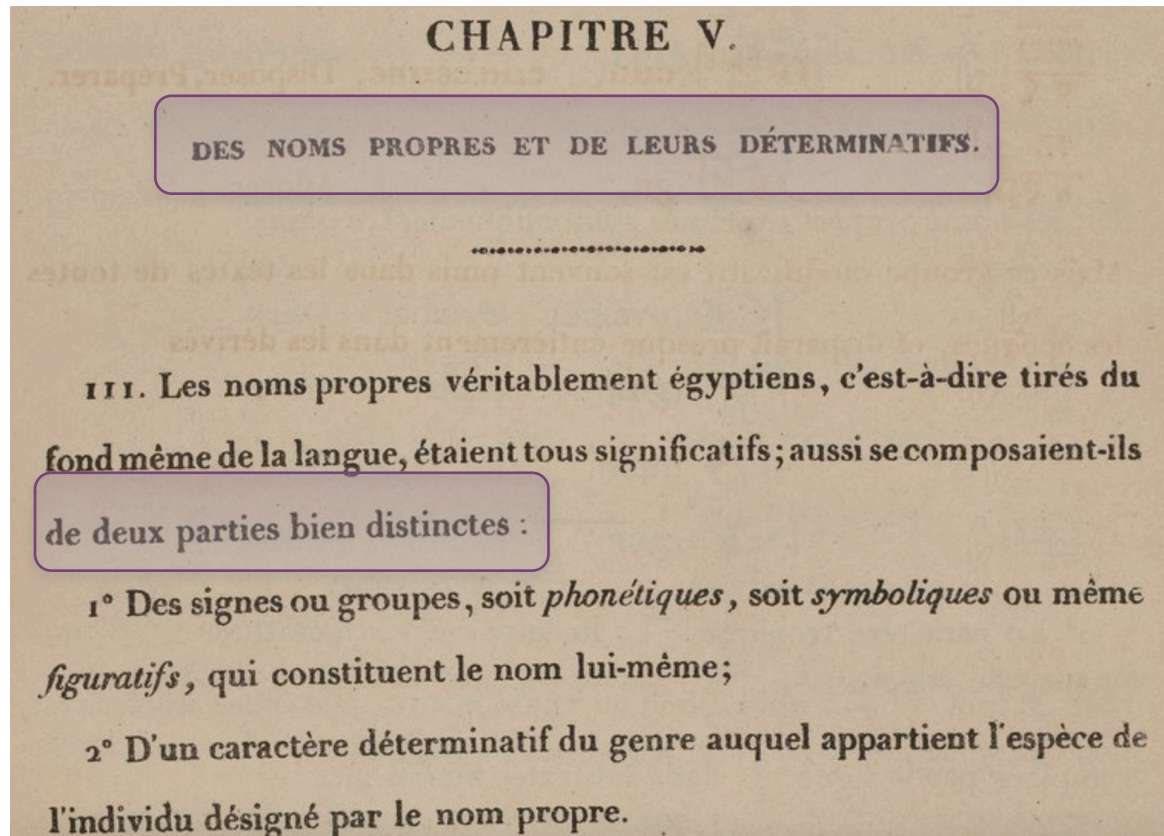 CHAPITRE V.
DES NOMS PROPRES ET DE LEURS DÉTERMINATIFS.
111. Les noms propres véritablement égyptiens, c'est-à-dire tirés du
fond même de la langue, étaient tous significatifs; aussi se composaient-ils
de deux parties bien distinctes :
1° Des signes ou groupes, soit phonétiques, soit symboliques ou même
figuratifs, qui constituent le nom lui-même;
2° D'un caractère déterminatif du genre auquel appartient l'espèce de
l'individu désigné par le nom propre.